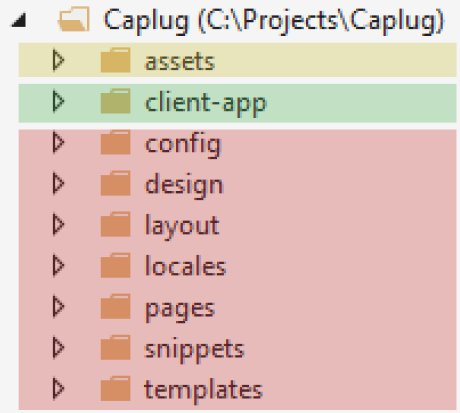 Caplug (C:\Projects\Caplug)
assets
client-app
config
design
layout
locales
pages
snippets
templates